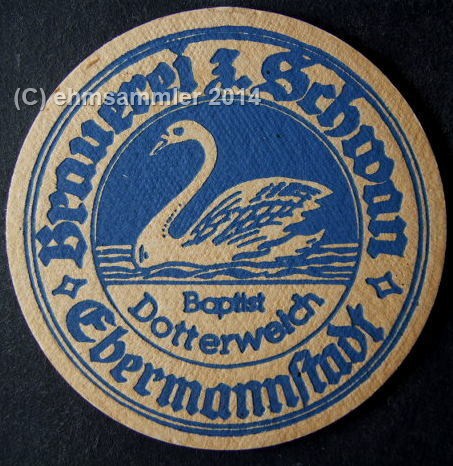 Brauerei z. Schwan
(C) ehmsammler 2014
Baptist
Dotterweich
Ebermannstadt